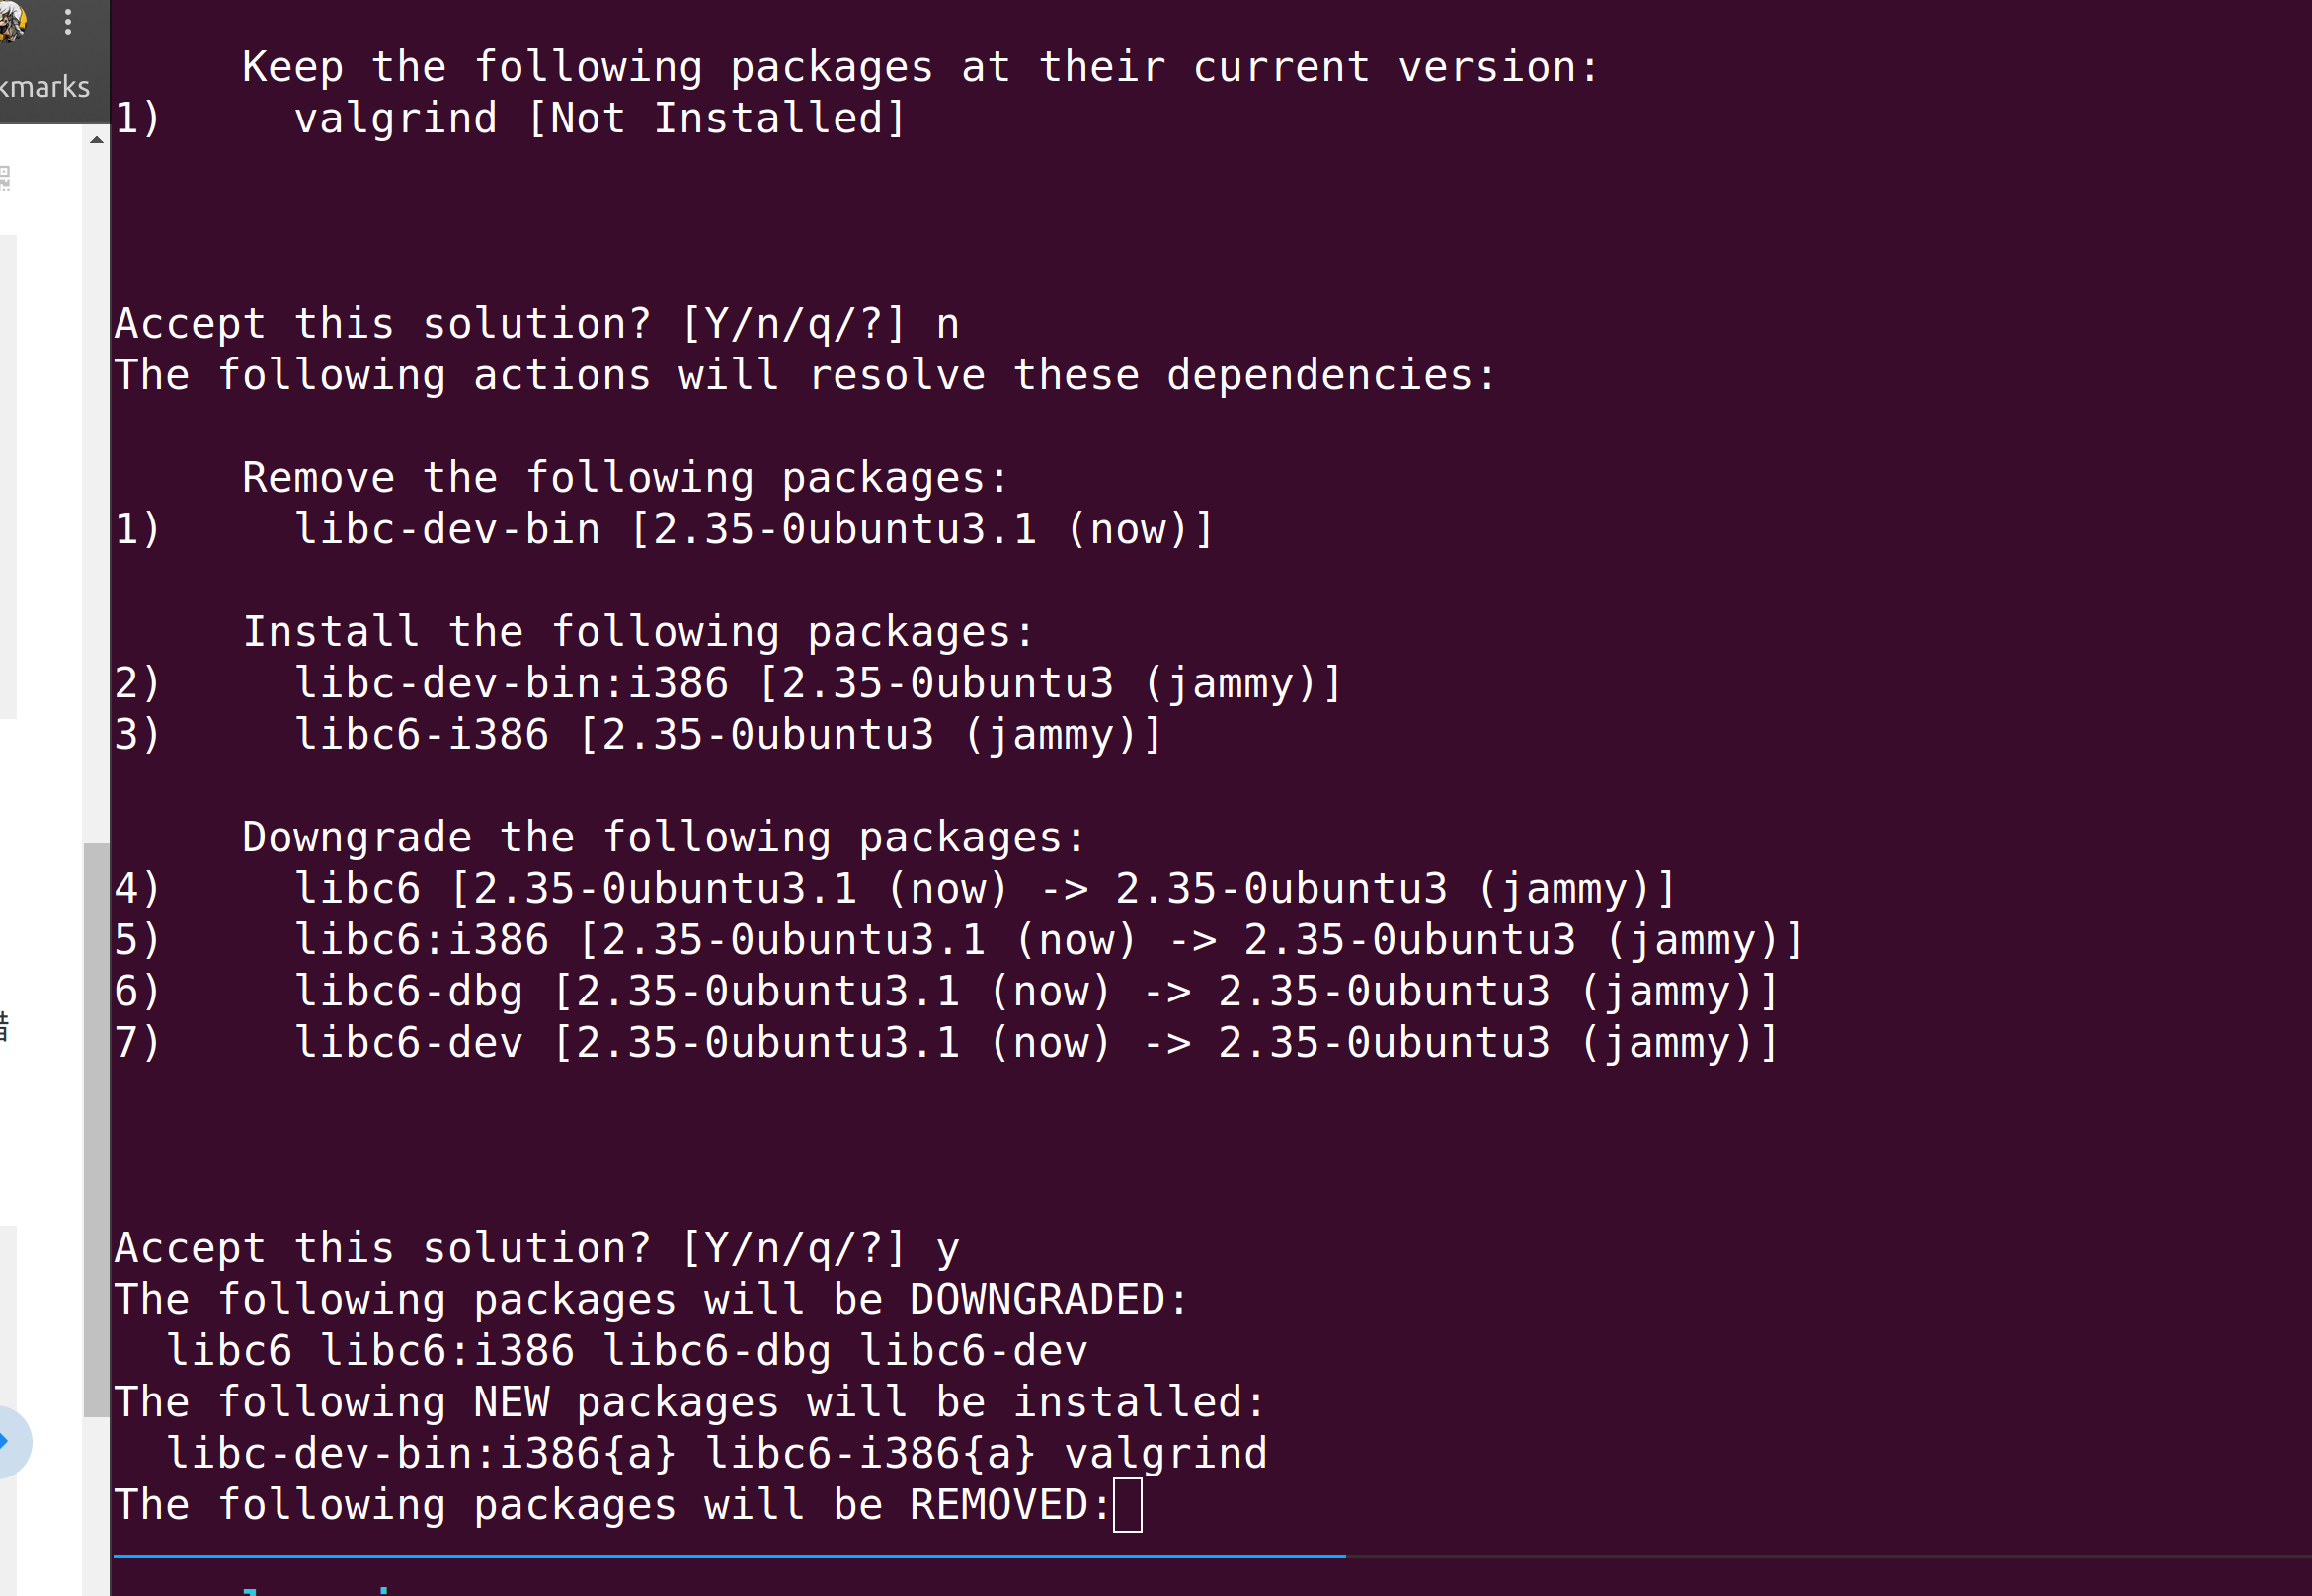 kmarks
Keep the following packages at their current version:
1) valgrind [Not Installed]
Accept this solution? [Y/n/q/?] n
The following actions will resolve these dependencies:
Remove the following packages:
1) libc-dev-bin [2.35-0ubuntu3.1 (now)]
Install the following packages:
2) libc-dev-bin:i386 [2.35-0ubuntu3 (jammy)]
3) libc6-i386 [2.35-0ubuntu3 (jammy)]
Downgrade the following packages:
4) libc6 [2.35-0ubuntu3.1 (now) -> 2.35-0ubuntu3 (jammy)]
5) libc6:i386 [2.35-0ubuntu3.1 (now) -> 2.35-0ubuntu3 (jammy)]
6) libc6-dbg [2.35-0ubuntu3.1 (now) -> 2.35-0ubuntu3 (jammy)]
7) libc6-dev [2.35-0ubuntu3.1 (now) -> 2.35-0ubuntu3 (jammy)]
Accept this solution? [Y/n/q/?] y
The following packages will be DOWNGRADED:
libc6 libc6:i386 libc6-dbg libc6-dev
The following NEW packages will be installed:
libc-dev-bin:i386{a} libc6-i386{a} valgrind
The following packages will be REMOVED: